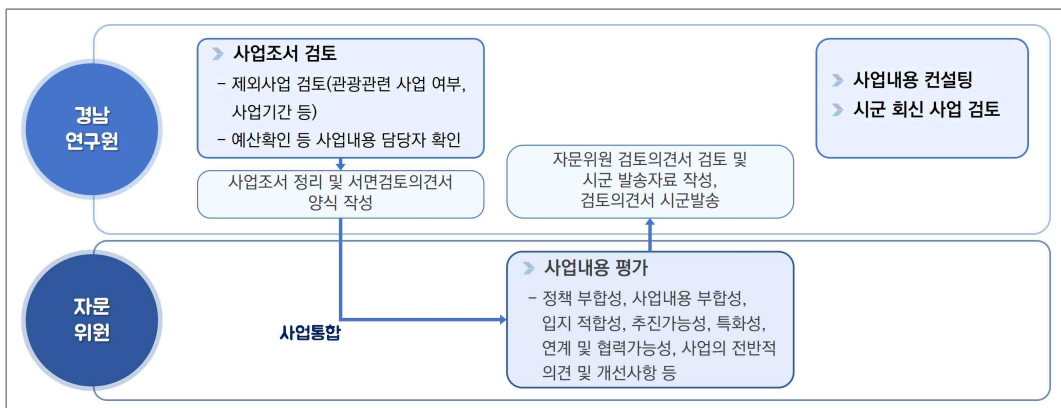 경남
연구원
사업조서 검토
– 제외사업 검토(관광관련 사업 여부,
사업기간 등)
– 예산확인 등 사업내용 담당자 확인
사업조서 정리 및 서면검토의견서
양식 작성
자문위원 검토의견서 검토 및
시군 발송자료 작성,
검토의견서 시군발송
사업내용 컨설팅
시군 회신 사업 검토
자문
위원
사업통합
사업내용 평가
– 정책 부합성, 사업내용 부합성,
입지 적합성, 추진가능성, 특화성,
연계 및 협력가능성, 사업의 전반적
의견 및 개선사항 등